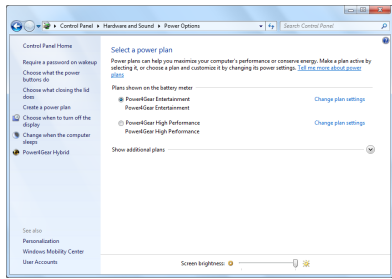 Control Panel ▸ Hardware and Sound ▸ Power Options
Search Control Panel
Control Panel Home
Require a password on wakeup
Choose what the power
buttons do
Choose what closing the lid
does
Create a power plan
Choose when to turn off the
display
Change when the computer
sleeps
Power4Gear Hybrid
See also
Personalization
Windows Mobility Center
User Accounts
Select a power plan
Power plans can help you maximize your computer's performance or conserve energy. Make a plan active by
selecting it, or choose a plan and customize it by changing its power settings. Tell me more about power
plans
Plans shown on the battery meter
Power4Gear Entertainment
Change plan settings
Power4Gear Entertainment
Power4Gear High Performance
Change plan settings
Power4Gear High Performance
Show additional plans
Screen brightness: